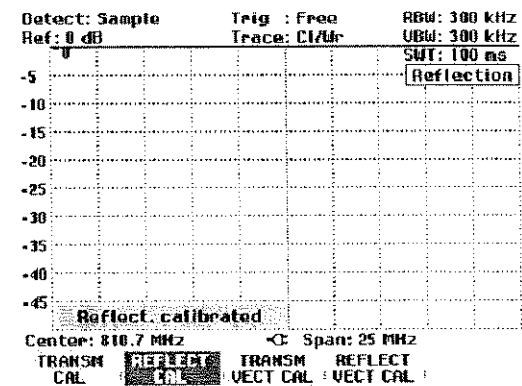 Detect: Sample Trig : Free RBW: 300 kHz
Ref: 0 dB Trace: Cl/Wr VBW: 300 kHz
0 SWT: 100 ms
Reflection
-5
-10
-15
-20
-25
-30
-35
-40
-45
Reflect. calibrated
Center: 810.7 MHz Span: 25 MHz
TRANSM REFLECT TRANSM REFLECT
CAL CAL VECT CAL VECT CAL